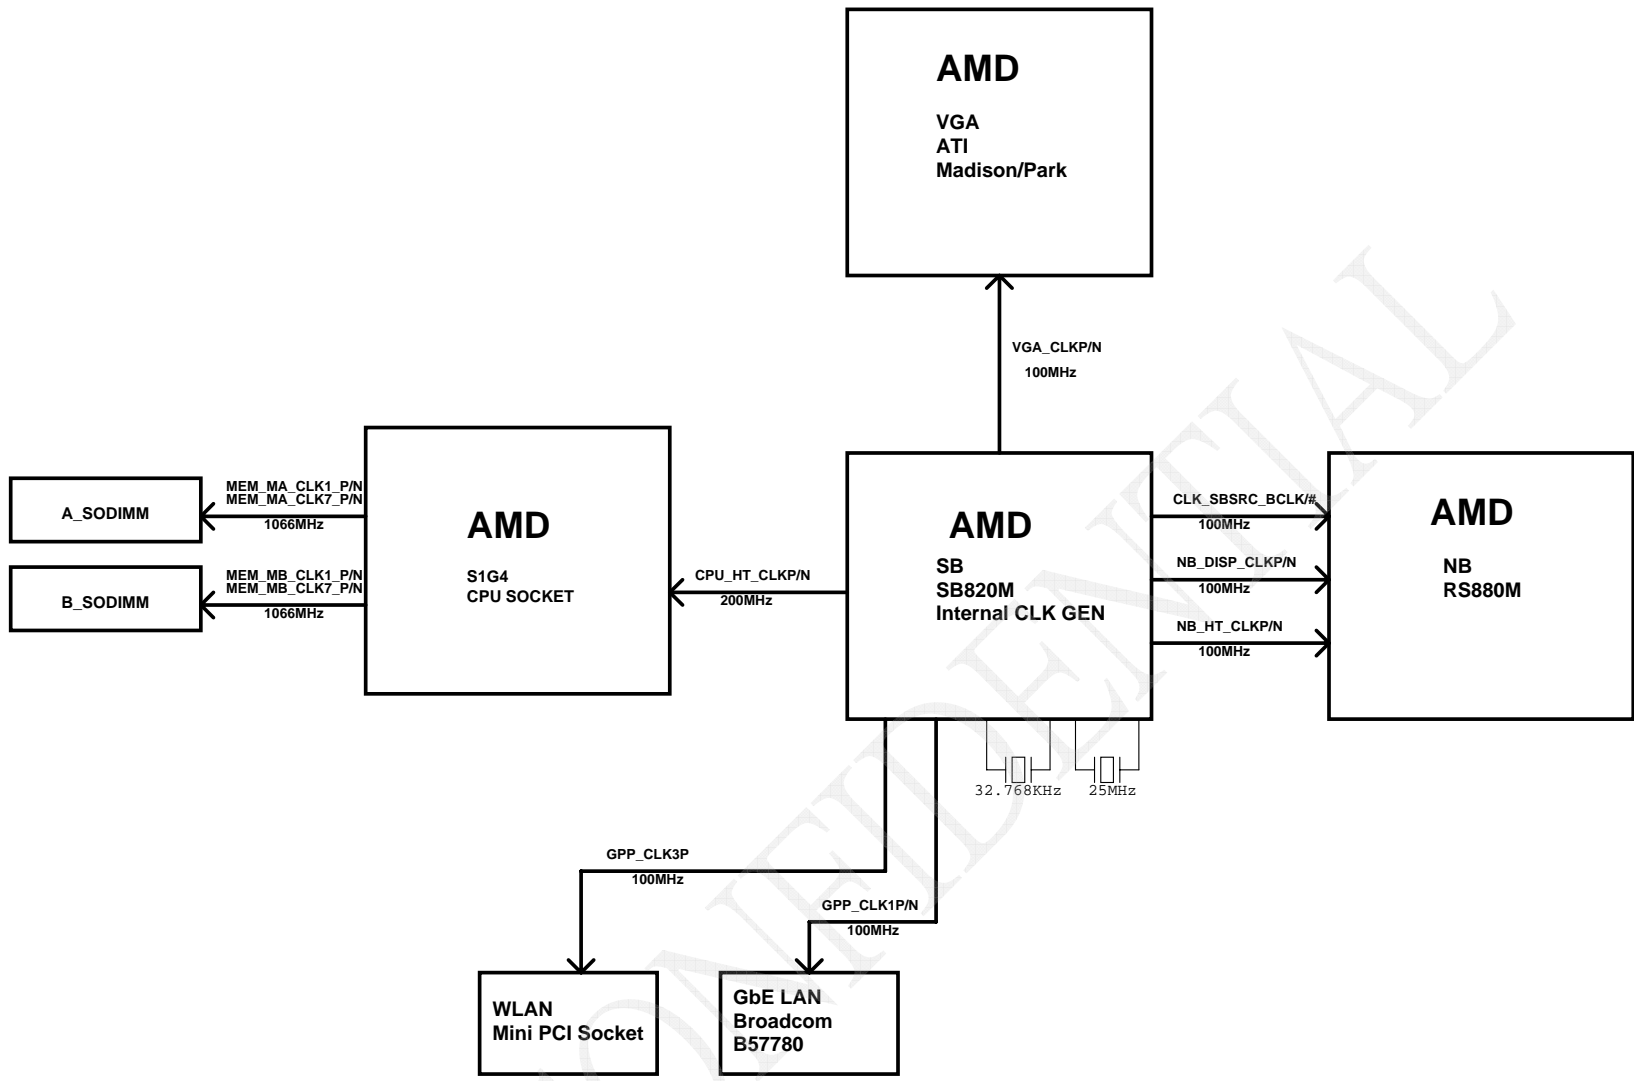 AMD
VGA
ATI
Madison/Park
VGA_CLKP/N
100MHz
A_SODIMM
MEM_MA_CLK1_P/N
MEM_MA_CLK7_P/N
1066MHz
B_SODIMM
MEM_MB_CLK1_P/N
MEM_MB_CLK7_P/N
1066MHz
AMD
S1G4
CPU SOCKET
CPU_HT_CLKP/N
200MHz
AMD
SB
SB820M
Internal CLK GEN
CLK_SBSRC_BCLK/#
100MHz
NB_DISP_CLKP/N
100MHz
NB_HT_CLKP/N
100MHz
AMD
NB
RS880M
32.768KHz
25MHz
GPP_CLK3P
100MHz
GPP_CLK1P/N
100MHz
WLAN
Mini PCI Socket
GbE LAN
Broadcom
B57780
ONFIDENTIAL